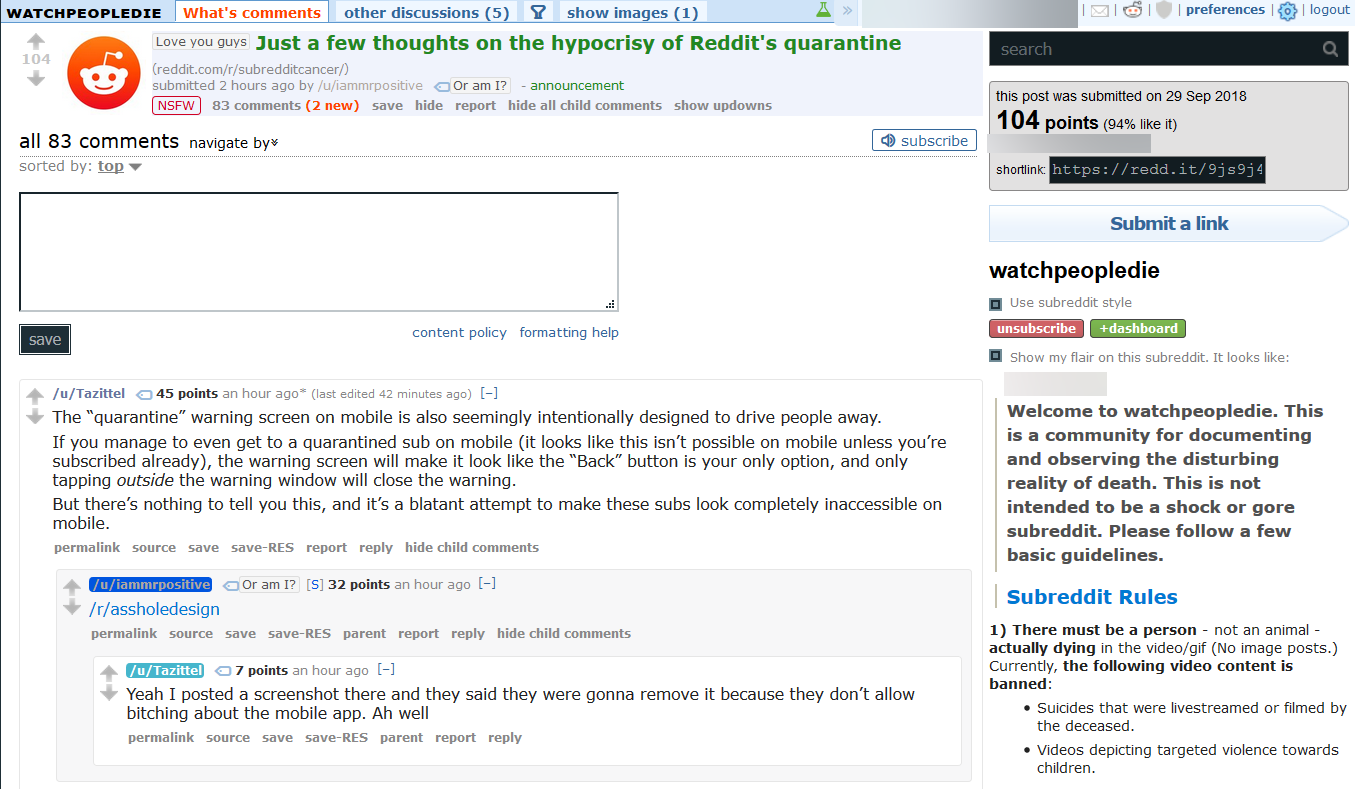 WATCHPEOPLEDIE What's comments other discussions (5) show images (1) »
| | | | preferences | | logout
104
Love you guys Just a few thoughts on the hypocrisy of Reddit's quarantine
(reddit.com/r/subredditcancer/)
submitted 2 hours ago by /u/iammrpositive Or am I? - announcement
NSFW 83 comments (2 new) save hide report hide all child comments show updowns
all 83 comments navigate by
subscribe
sorted by: top
save
content policy formatting help
/u/Tazittel 45 points an hour ago* (last edited 42 minutes ago) [–]
The “quarantine” warning screen on mobile is also seemingly intentionally designed to drive people away.
If you manage to even get to a quarantined sub on mobile (it looks like this isn’t possible on mobile unless you’re
subscribed already), the warning screen will make it look like the “Back” button is your only option, and only
tapping outside the warning window will close the warning.
But there’s nothing to tell you this, and it’s a blatant attempt to make these subs look completely inaccessible on
mobile.
permalink source save save-RES report reply hide child comments
/u/iammrpositive Or am I? [S] 32 points an hour ago [–]
/r/assholedesign
permalink source save save-RES parent report reply hide child comments
/u/Tazittel 7 points an hour ago [–]
Yeah I posted a screenshot there and they said they were gonna remove it because they don’t allow
bitching about the mobile app. Ah well
permalink source save save-RES parent report reply
search
this post was submitted on 29 Sep 2018
104 points (94% like it)
shortlink: https://redd.it/9js9j4
Submit a link
watchpeopledie
Use subreddit style
unsubscribe +dashboard
Show my flair on this subreddit. It looks like:
Welcome to watchpeopledie. This
is a community for documenting
and observing the disturbing
reality of death. This is not
intended to be a shock or gore
subreddit. Please follow a few
basic guidelines.
Subreddit Rules
1) There must be a person - not an animal -
actually dying in the video/gif (No image posts.)
Currently, the following video content is
banned:
• Suicides that were livestreamed or filmed by
the deceased.
• Videos depicting targeted violence towards
children.